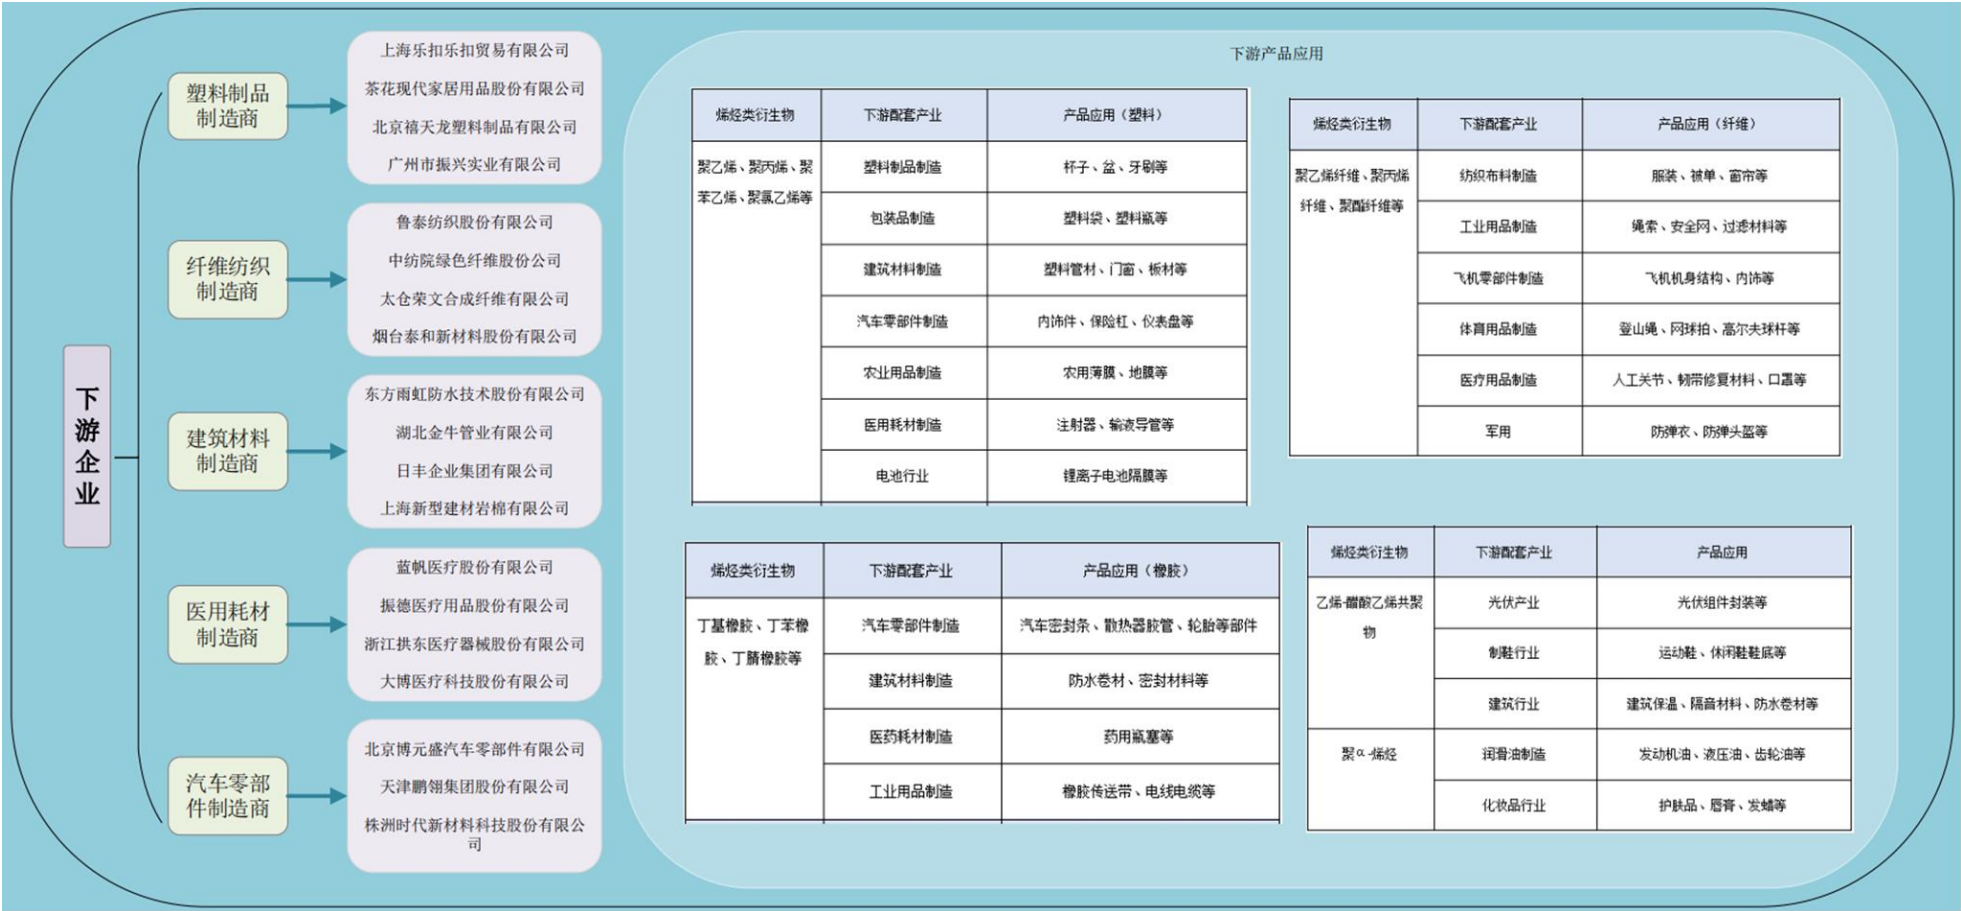 下游企业
塑料制品
制造商
上海乐扣乐扣贸易有限公司
茶花现代家居用品股份有限公司
北京禧天龙塑料制品有限公司
广州市振兴实业有限公司
纤维纺织
制造商
鲁泰纺织股份有限公司
中纺院绿色纤维股份公司
太仓荣文合成纤维有限公司
烟台泰和新材料股份有限公司
建筑材料
制造商
东方雨虹防水技术股份有限公司
湖北金牛管业有限公司
日丰企业集团有限公司
上海新型建材岩棉有限公司
医用耗材
制造商
蓝帆医疗股份有限公司
振德医疗用品股份有限公司
浙江拱东医疗器械股份有限公司
大博医疗科技股份有限公司
汽车零部
件制造商
北京博元盛汽车零部件有限公司
天津鹏翎集团股份有限公司
株洲时代新材料科技股份有限公
司
下游产品应用
烯烃类衍生物 下游配套产业 产品应用（塑料）
聚乙烯、聚丙烯、聚 塑料制品制造 杯子、盆、牙刷等
苯乙烯、聚氯乙烯等
包装品制造 塑料袋、塑料瓶等
建筑材料制造 塑料管材、门窗、板材等
汽车零部件制造 内饰件、保险杠、仪表盘等
农业用品制造 农用薄膜、地膜等
医用耗材制造 注射器、输液导管等
电池行业 锂离子电池隔膜等
烯烃类衍生物 下游配套产业 产品应用（纤维）
聚乙烯纤维、聚丙烯 纺织布料制造 服装、被单、窗帘等
纤维、聚酯纤维等
工业用品制造 绳索、安全网、过滤材料等
飞机零部件制造 飞机机身结构、内饰等
体育用品制造 登山绳、网球拍、高尔夫球杆等
医疗用品制造 人工关节、韧带修复材料、口罩等
军用 防弹衣、防弹头盔等
烯烃类衍生物 下游配套产业 产品应用（橡胶）
丁基橡胶、丁苯橡 汽车零部件制造 汽车密封条、散热器胶管、轮胎等部件
胶、丁腈橡胶等
建筑材料制造 防水卷材、密封材料等
医药耗材制造 药用瓶塞等
工业用品制造 橡胶传送带、电线电缆等
烯烃类衍生物 下游配套产业 产品应用
乙烯-醋酸乙烯共聚 光伏产业 光伏组件封装等
物
制鞋行业 运动鞋、休闲鞋鞋底等
建筑行业 建筑保温、隔音材料、防水卷材等
聚α-烯烃 润滑油制造 发动机油、液压油、齿轮油等
化妆品行业 护肤品、唇膏、发蜡等